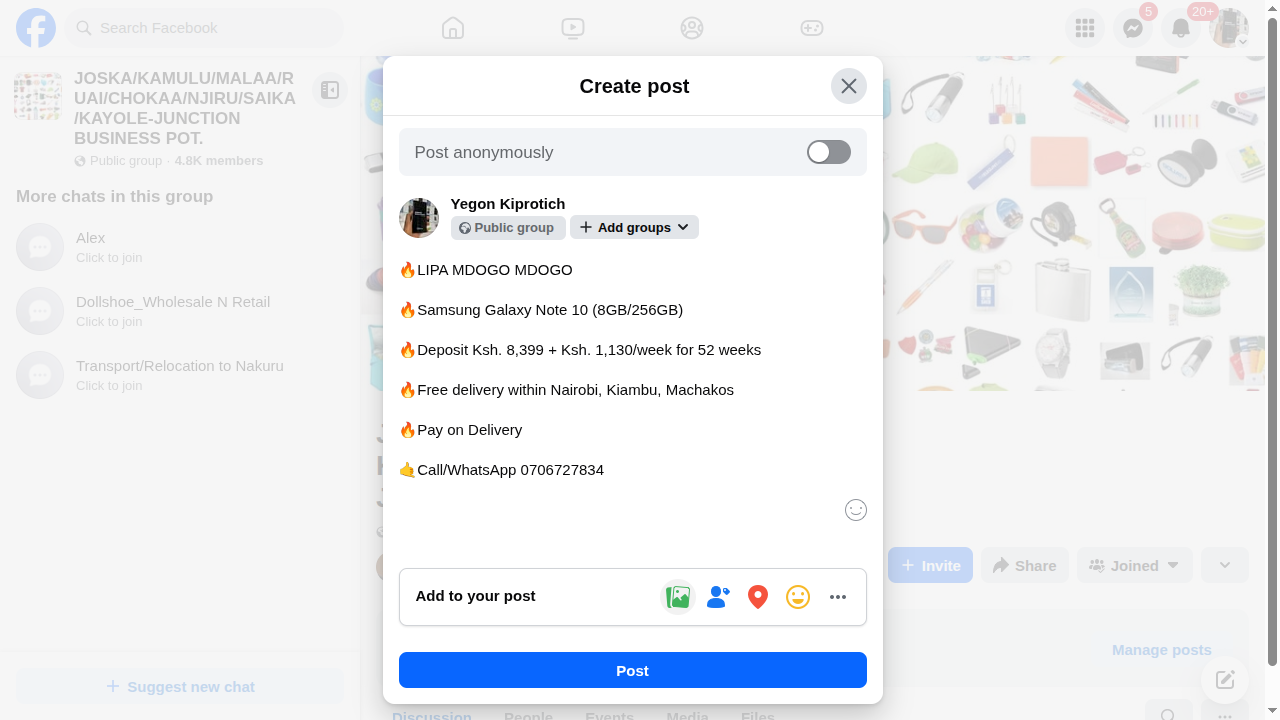 Search Facebook
5
20+
JOSKA/KAMULU/MALAA/R
UAI/CHOKAA/NJIRU/SAIKA
/KAYOLE-JUNCTION
BUSINESS POT.
Public group · 4.8K members
More chats in this group
Alex
Click to join
Dollshoe_Wholesale N Retail
Click to join
Transport/Relocation to Nakuru
Click to join
Suggest new chat
Create post
Post anonymously
Yegon Kiprotich
Public group
Add groups
🔥LIPA MDOGO MDOGO
🔥Samsung Galaxy Note 10 (8GB/256GB)
🔥Deposit Ksh. 8,399 + Ksh. 1,130/week for 52 weeks
🔥Free delivery within Nairobi, Kiambu, Machakos
🔥Pay on Delivery
🤙Call/WhatsApp 0706727834
Add to your post
Post
Invite
Share
Joined
Manage posts
Discussion
People
Events
Media
Files